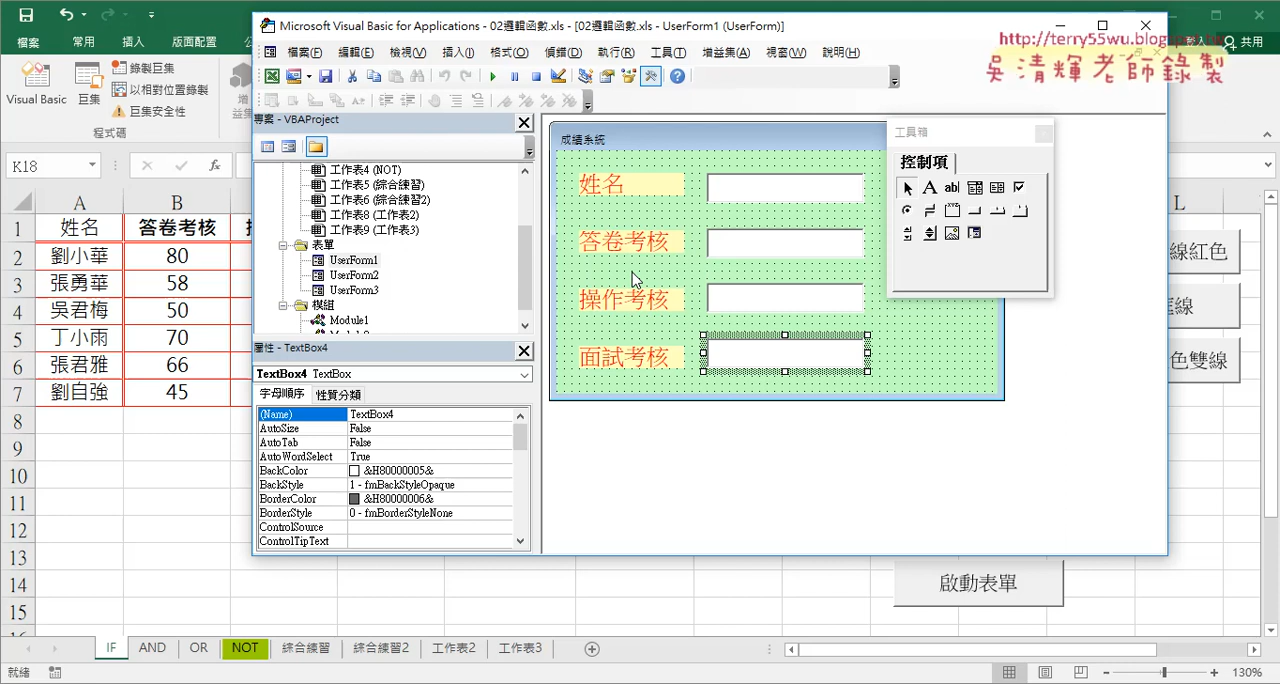 Microsoft Visual Basic for Applications - 02邏輯函數.xls - [02邏輯函數.xls - UserForm1 (UserForm)]
http://terry55wu.blogspot.tw
吳清輝老師錄製
檔案 常用 插入 版面配置
共用
檔案(F) 編輯(E) 檢視(V) 插入(I) 格式(O) 偵錯(D) 執行(R) 工具(T) 增益集(A) 視窗(W) 說明(H)
Visual Basic
巨集
錄製巨集
以相對位置錄製
巨集安全性
程式碼
K18
fx
專案 - VBAProject
工作表4 (NOT)
工作表5 (綜合練習)
工作表6 (綜合練習2)
工作表8 (工作表2)
工作表9 (工作表3)
表單
UserForm1
UserForm2
UserForm3
模組
Module1
屬性 - TextBox4
TextBox4 TextBox
字母順序 性質分類
(Name) TextBox4
AutoSize False
AutoTab False
AutoWordSelect True
BackColor &H80000005&
BackStyle 1 - fmBackStyleOpaque
BorderColor &H80000006&
BorderStyle 0 - fmBorderStyleNone
ControlSource
ControlTipText
成績系統
姓名
答卷考核
操作考核
面試考核
工具箱
控制項
A ab|
A B L
1 姓名 答卷考核
2 劉小華 80
3 張勇華 58
4 吳君梅 50
5 丁小雨 70
6 張君雅 66
7 劉自強 45
8
9
10
11
12
13
14
15
線紅色
框線
色雙線
啟動表單
IF AND OR NOT 綜合練習 綜合練習2 工作表2 工作表3
就緒
130%